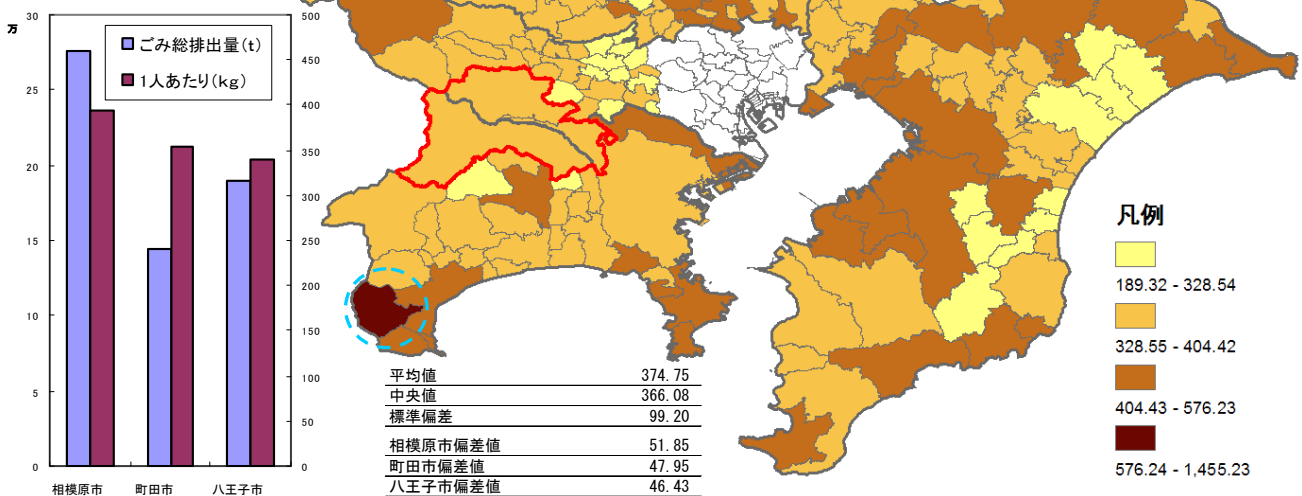 万
30
25
20
15
10
5
0
ごみ総排出量(t)
1人あたり(kg)
500
450
400
350
300
250
200
150
100
50
0
相模原市 町田市 八王子市
平均値 374.75
中央値 366.08
標準偏差 99.20
相模原市偏差値 51.85
町田市偏差値 47.95
八王子市偏差値 46.43
凡例
189.32 - 328.54
328.55 - 404.42
404.43 - 576.23
576.24 - 1,455.23